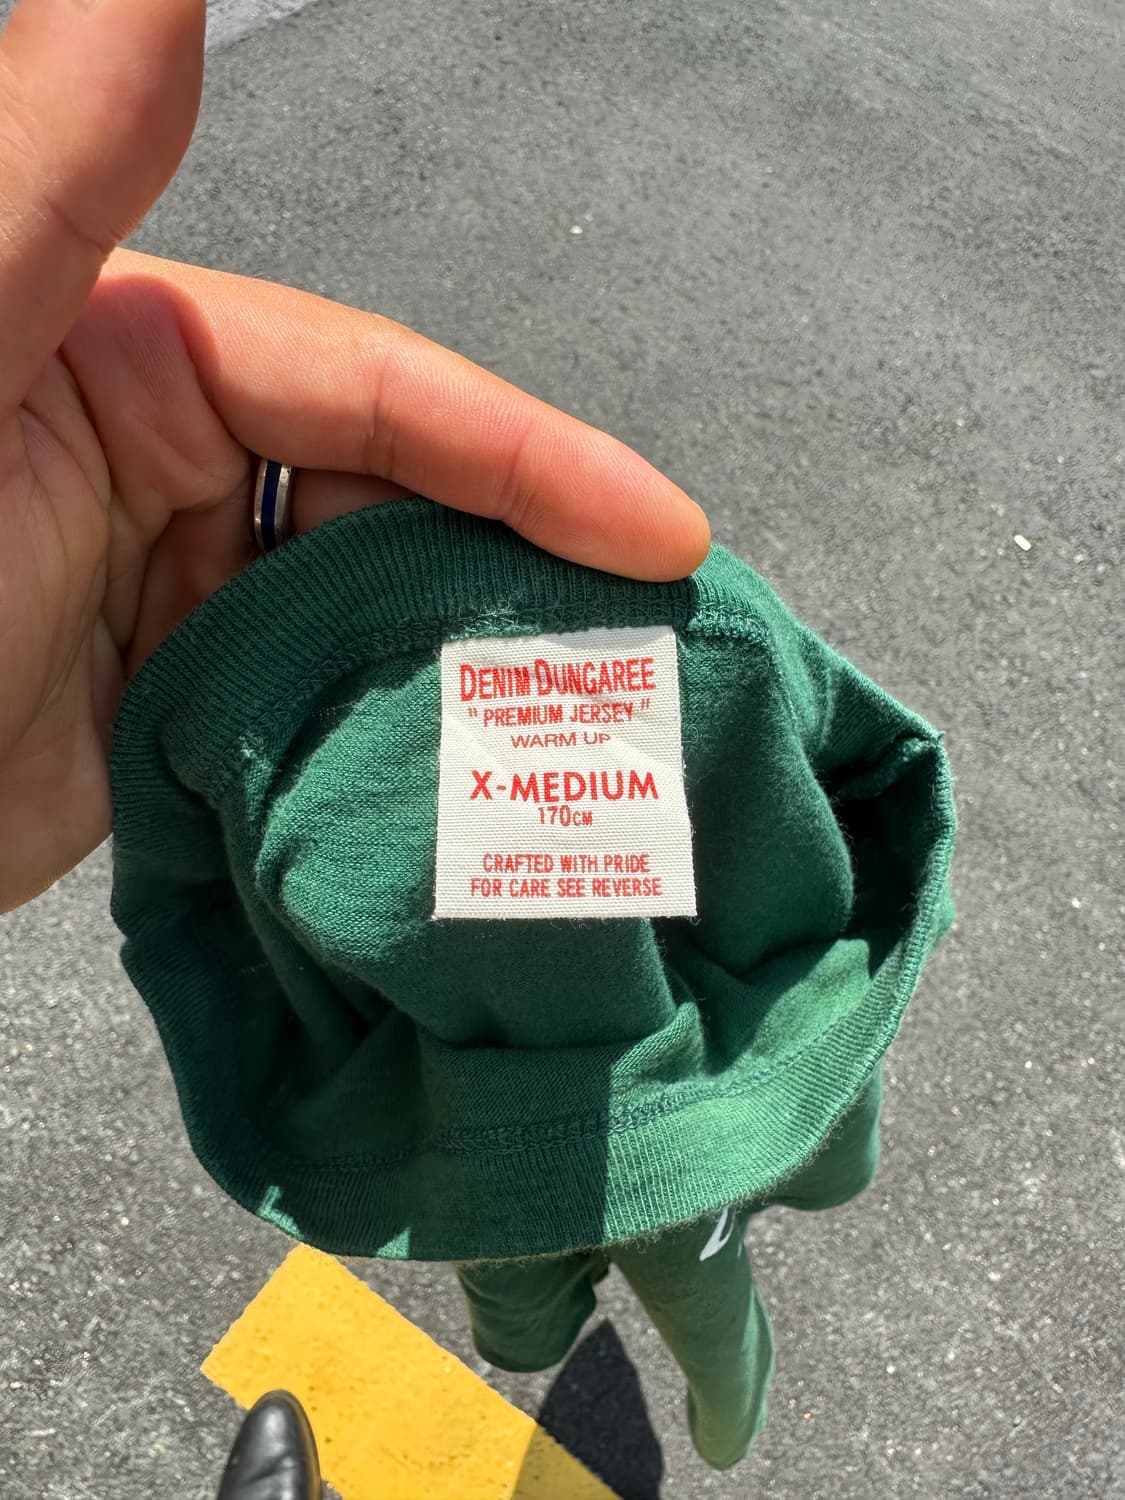 DENIM DUNGAREE
" PREMIUM JERSEY "
WARM UP
X-MEDIUM
170CM
CRAFTED WITH PRIDE
FOR CARE SEE REVERSE